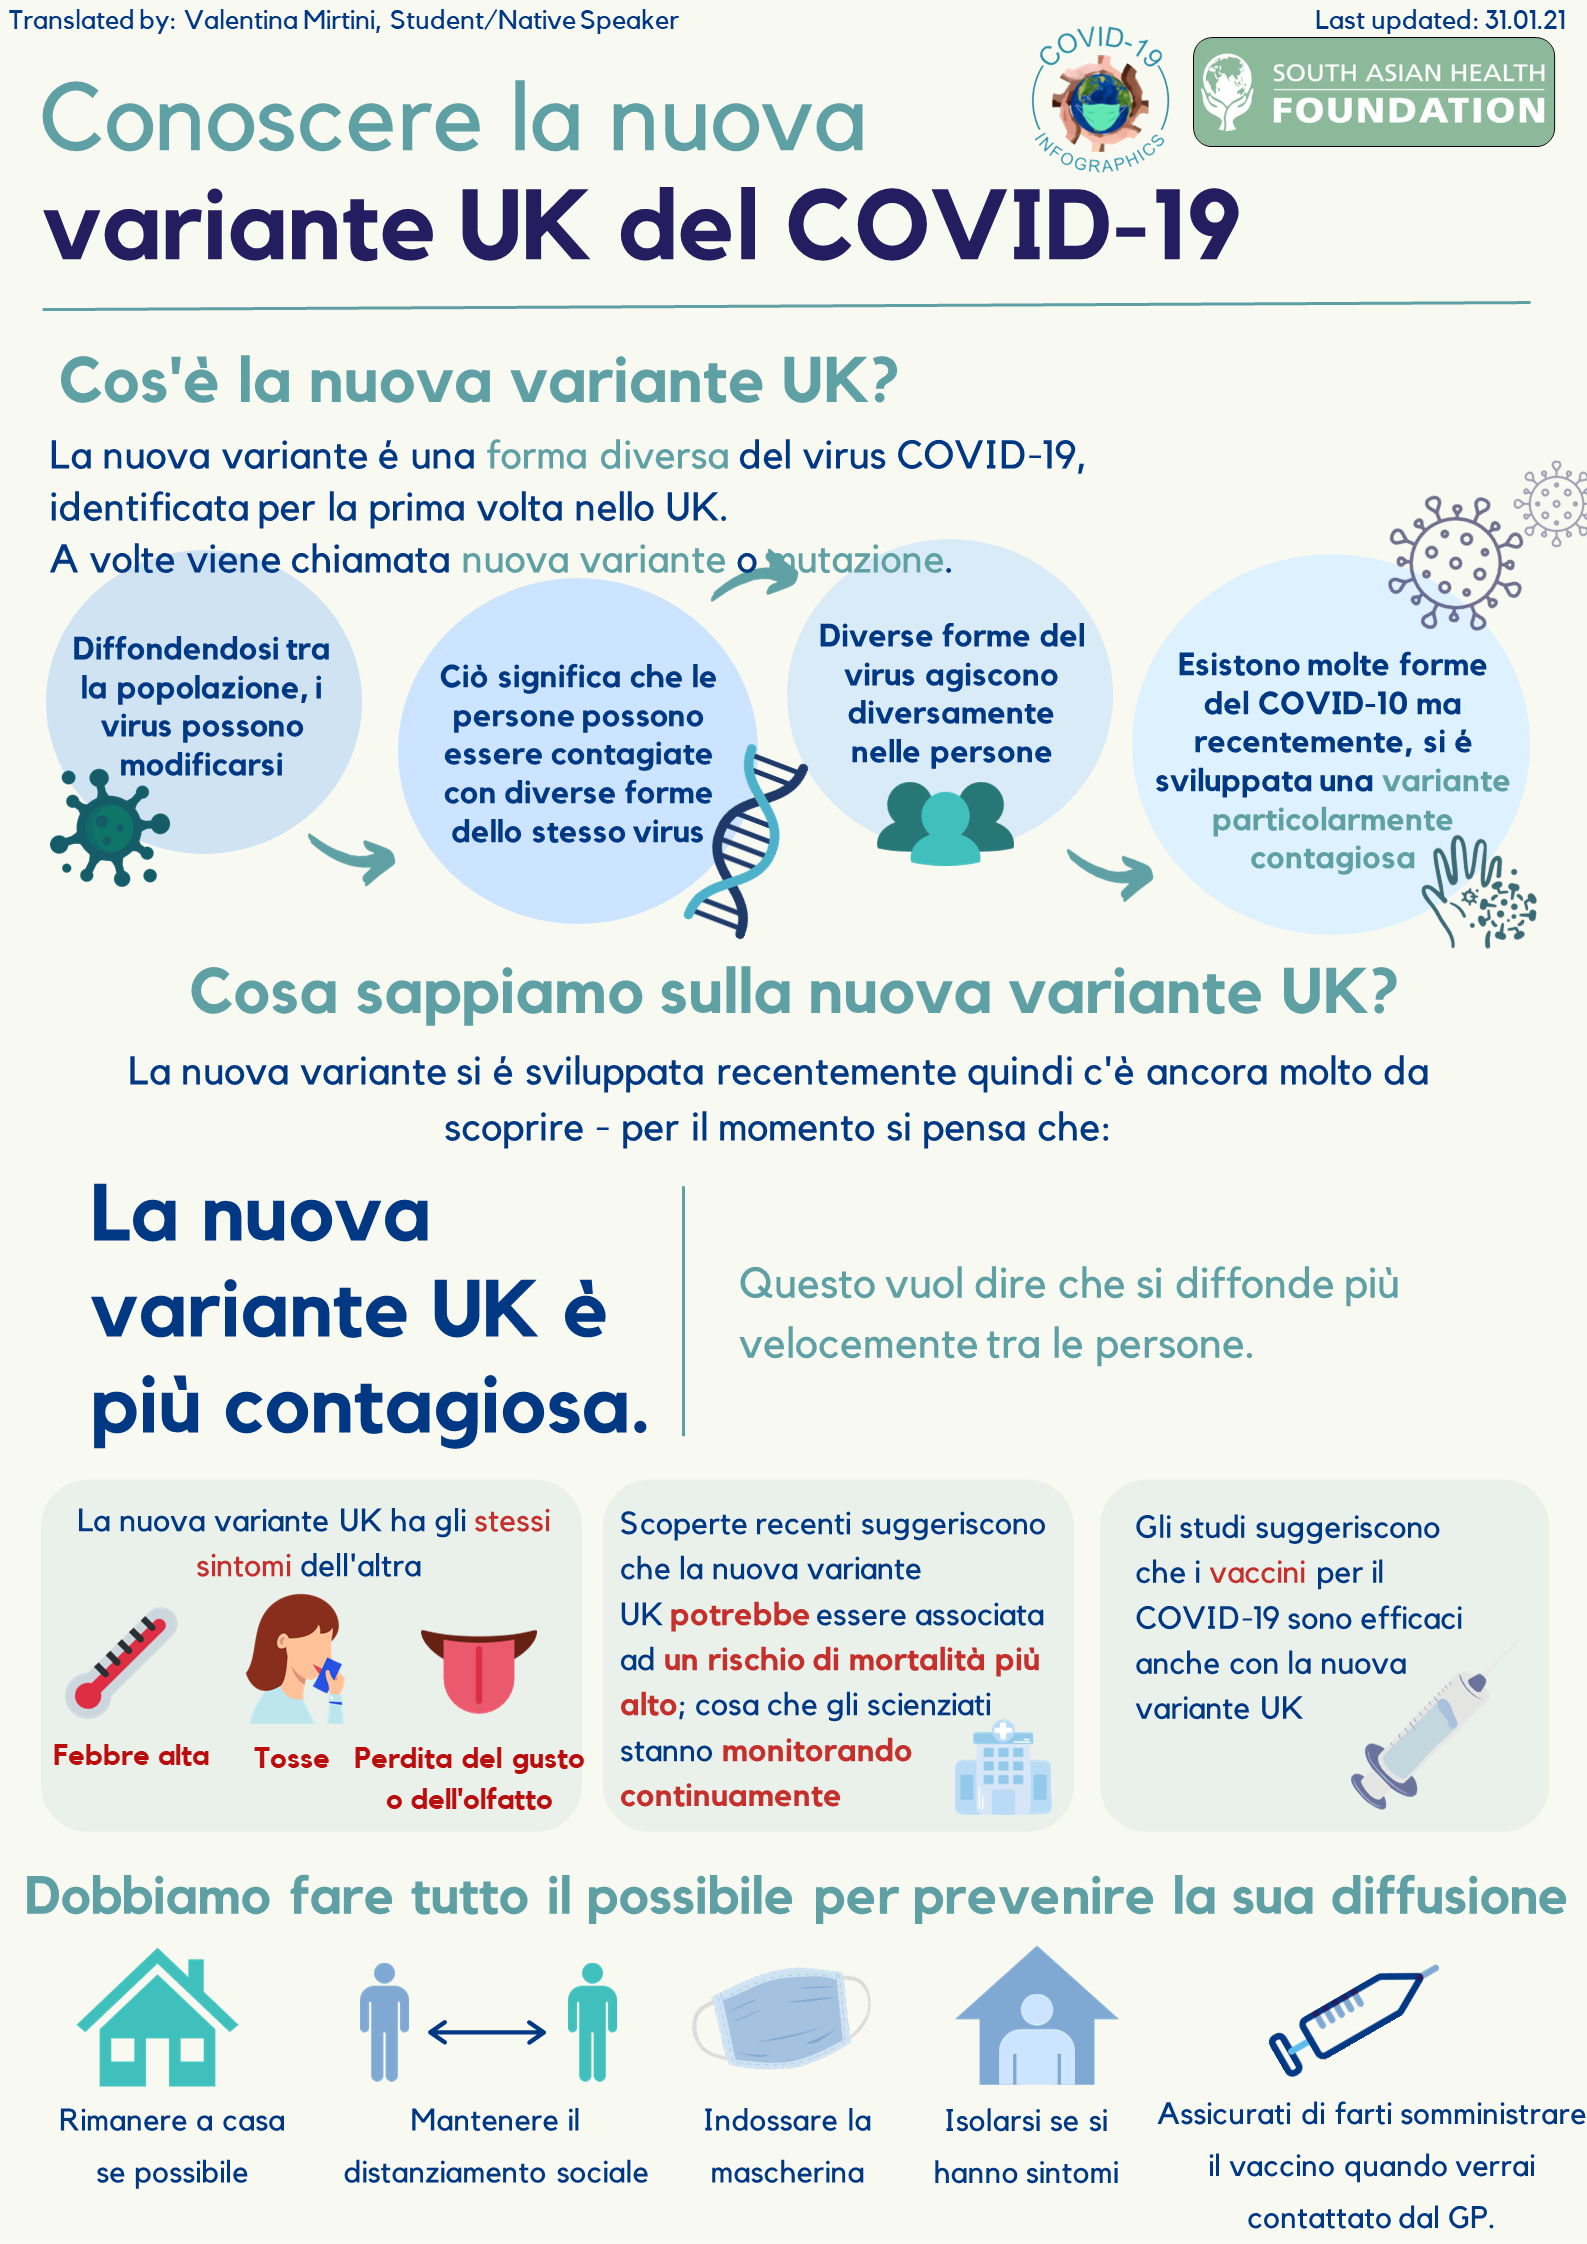 Translated by: Valentina Mirtini, Student/Native Speaker
Last updated: 31.01.21
COVID-19
INFOGRAPHICS
SOUTH ASIAN HEALTH
FOUNDATION
Conoscere la nuova
variante UK del COVID-19
Cos'è la nuova variante UK?
La nuova variante é una forma diversa del virus COVID-19,
identificata per la prima volta nello UK.
A volte viene chiamata nuova variante o mutazione.
Diffondendosi tra
la popolazione, i
virus possono
modificarsi
Ciò significa che le
persone possono
essere contagiate
con diverse forme
dello stesso virus
Diverse forme del
virus agiscono
diversamente
nelle persone
Esistono molte forme
del COVID-10 ma
recentemente, si é
sviluppata una variante
particolarmente
contagiosa
Cosa sappiamo sulla nuova variante UK?
La nuova variante si é sviluppata recentemente quindi c'è ancora molto da
scoprire - per il momento si pensa che:
La nuova
variante UK è
più contagiosa.
Questo vuol dire che si diffonde più
velocemente tra le persone.
La nuova variante UK ha gli stessi
sintomi dell'altra
Febbre alta
Tosse
Perdita del gusto
o dell'olfatto
Scoperte recenti suggeriscono
che la nuova variante
UK potrebbe essere associata
ad un rischio di mortalità più
alto; cosa che gli scienziati
stanno monitorando
continuamente
Gli studi suggeriscono
che i vaccini per il
COVID-19 sono efficaci
anche con la nuova
variante UK
Dobbiamo fare tutto il possibile per prevenire la sua diffusione
Rimanere a casa
se possibile
Mantenere il
distanziamento sociale
Indossare la
mascherina
Isolarsi se si
hanno sintomi
Assicurati di farti somministrare
il vaccino quando verrai
contattato dal GP.